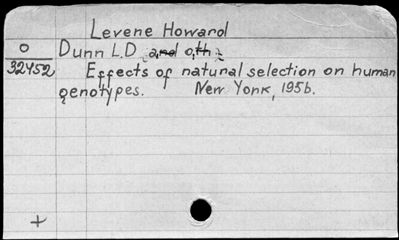 Levene Howard
O
32452
Dunn L.D. and oth.
Effects of natural selection on human
genotypes. New York, 1956.
+